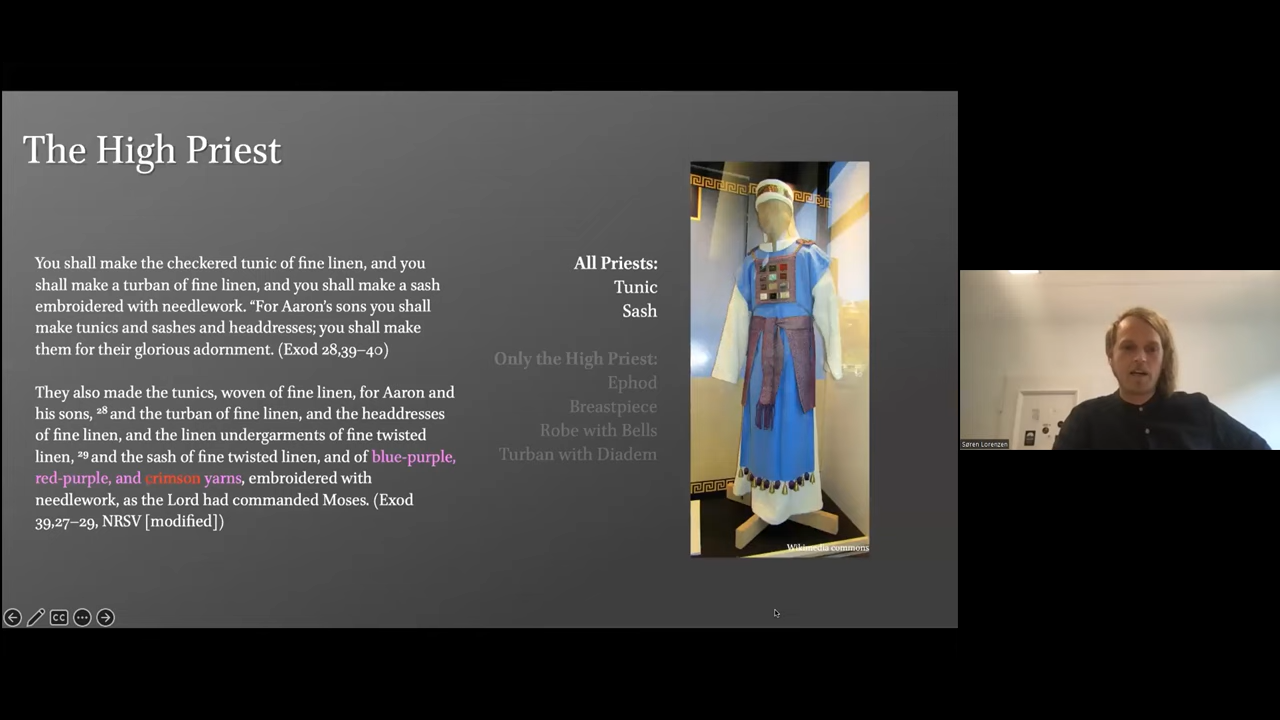 The High Priest
You shall make the checkered tunic of fine linen, and you
shall make a turban of fine linen, and you shall make a sash
embroidered with needlework. “For Aaron’s sons you shall
make tunics and sashes and headdresses; you shall make
them for their glorious adornment. (Exod 28,39–40)
They also made the tunics, woven of fine linen, for Aaron and
his sons, ²⁸ and the turban of fine linen, and the headdresses
of fine linen, and the linen undergarments of fine twisted
linen, ²⁹ and the sash of fine twisted linen, and of blue-purple,
red-purple, and crimson yarns, embroidered with
needlework, as the Lord had commanded Moses. (Exod
39,27–29, NRSV [modified])
All Priests:
Tunic
Sash
Only the High Priest:
Ephod
Breastpiece
Robe with Bells
Turban with Diadem
Wikimedia commons
CC
Søren Lorenzen